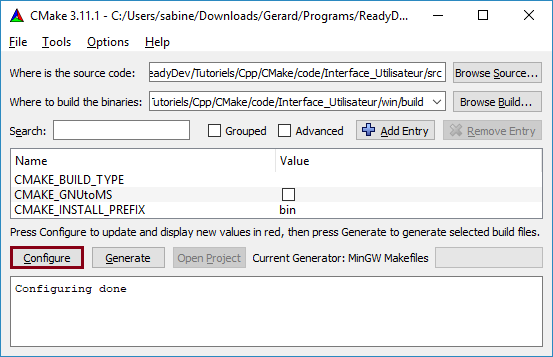 CMake 3.11.1 - C:/Users/sabine/Downloads/Gerard/Programs/ReadyD...
File Tools Options Help
Where is the source code: ReadyDev/Tutoriels/Cpp/CMake/code/Interface_Utilisateur/src Browse Source...
Where to build the binaries: Tutoriels/Cpp/CMake/code/Interface_Utilisateur/win/build Browse Build...
Search: Grouped Advanced Add Entry Remove Entry
Name Value
CMAKE_BUILD_TYPE
CMAKE_GNUtoMS
CMAKE_INSTALL_PREFIX bin
Press Configure to update and display new values in red, then press Generate to generate selected build files.
Configure Generate Open Project Current Generator: MinGW Makefiles
Configuring done